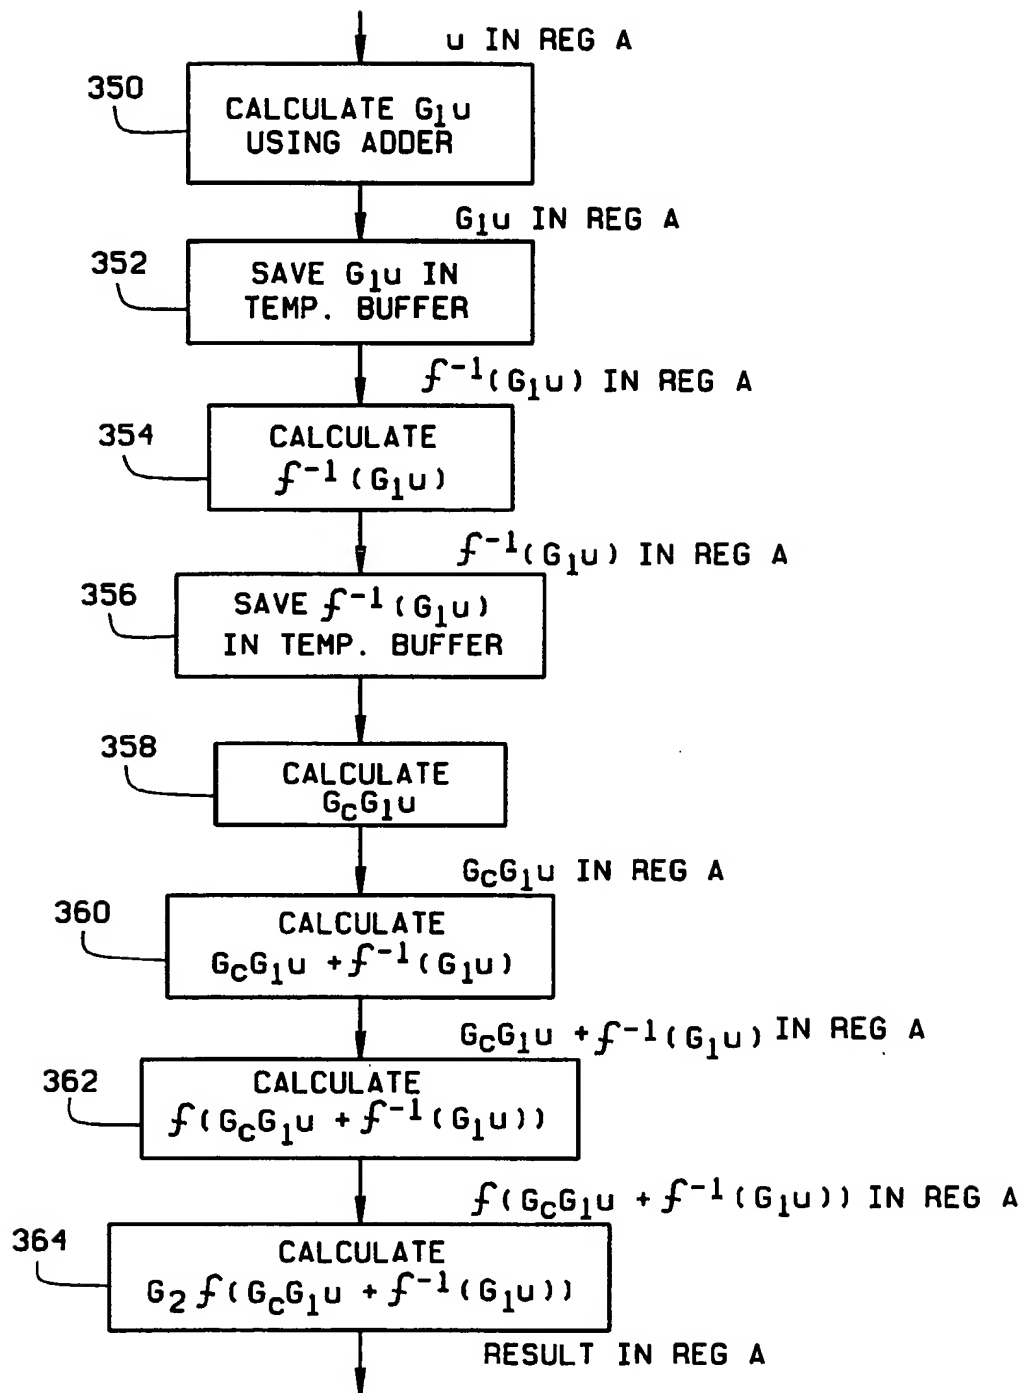 u IN REG A
350
CALCULATE G₁u
USING ADDER
G₁u IN REG A
352
SAVE G₁u IN
TEMP. BUFFER
f⁻¹(G₁u) IN REG A
354
CALCULATE
f⁻¹(G₁u)
f⁻¹(G₁u) IN REG A
356
SAVE f⁻¹(G₁u)
IN TEMP. BUFFER
358
CALCULATE
GcG₁u
GcG₁u IN REG A
360
CALCULATE
GcG₁u + f⁻¹(G₁u)
GcG₁u + f⁻¹(G₁u) IN REG A
362
CALCULATE
f(GcG₁u + f⁻¹(G₁u))
f(GcG₁u + f⁻¹(G₁u)) IN REG A
364
CALCULATE
G₂ f(GcG₁u + f⁻¹(G₁u))
RESULT IN REG A